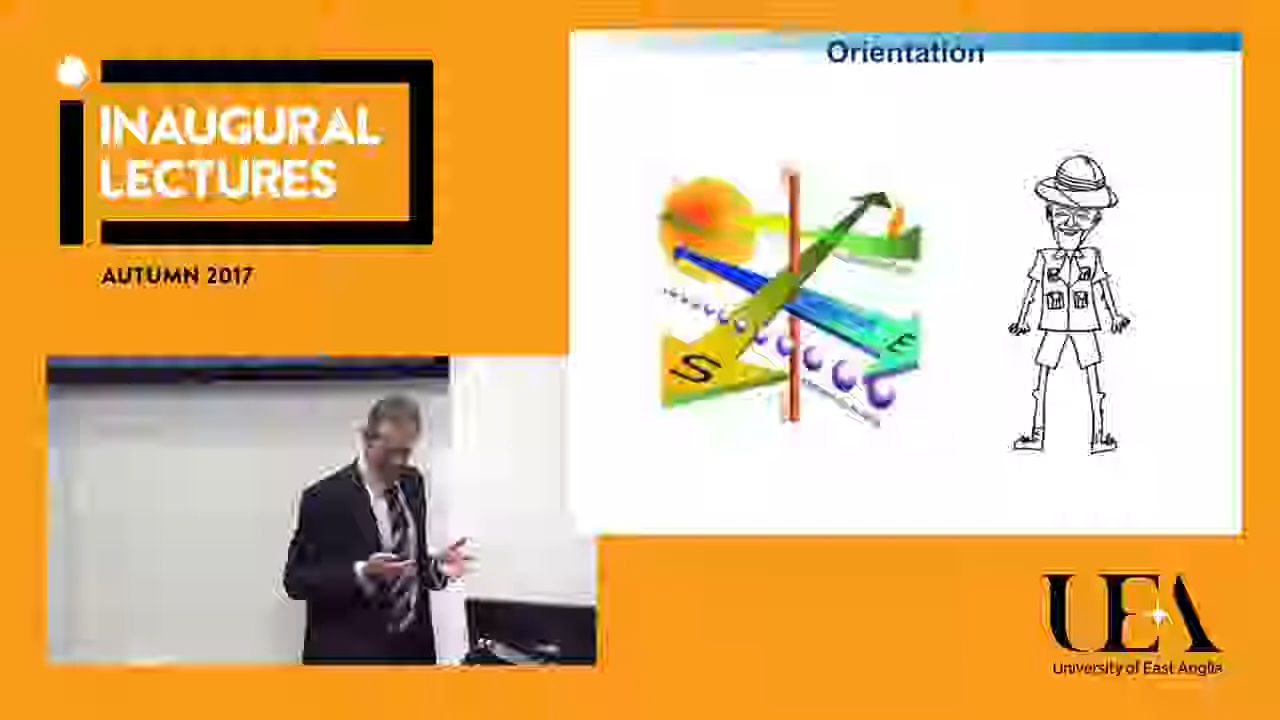 INAUGURAL
LECTURES
AUTUMN 2017
Orientation
S
E
UEA
University of East Anglia